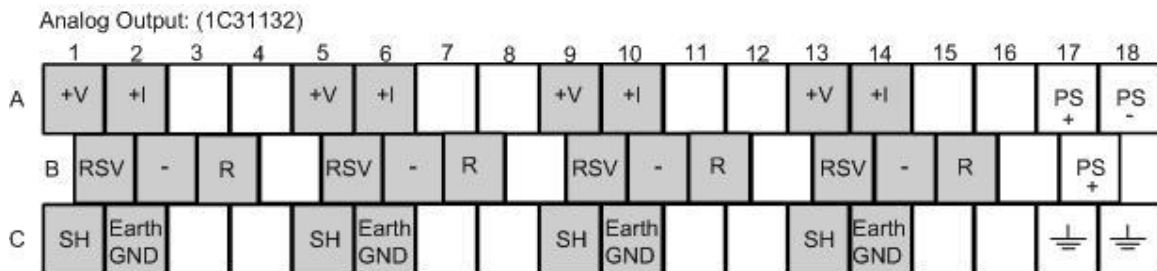 Analog Output: (1C31132)
1 2 3 4 5 6 7 8 9 10 11 12 13 14 15 16 17 18
A +V +I +V +I +V +I +V +I PS + PS -
B RSV - R RSV - R RSV - R RSV - R PS +
C SH Earth GND SH Earth GND SH Earth GND SH Earth GND